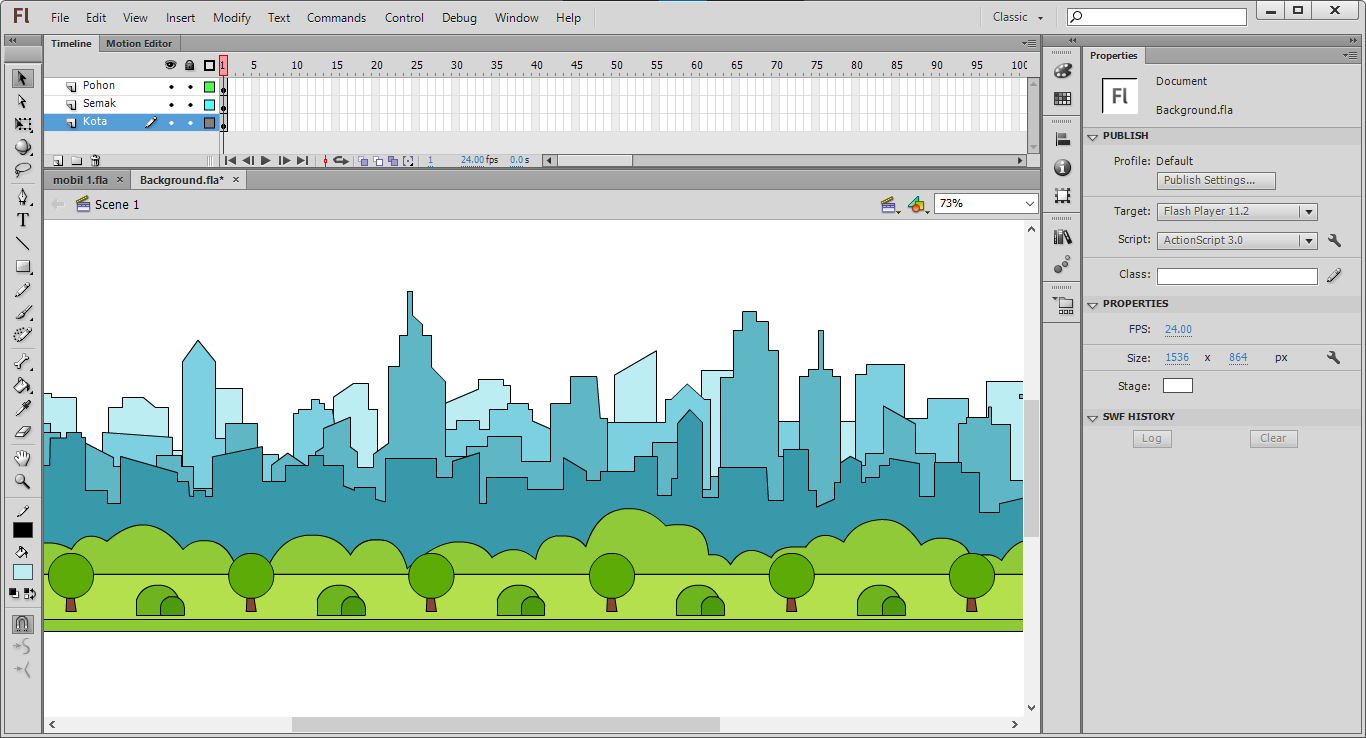 Fl File Edit View Insert Modify Text Commands Control Debug Window Help Classic
Timeline Motion Editor
1 5 10 15 20 25 30 35 40 45 50 55 60 65 70 75 80 85 90 95 100
Pohon
Semak
Kota
1 24.00 fps 0.0 s
mobil 1.fla × Background.fla* ×
Scene 1
73%
Properties
Fl
Document
Background.fla
PUBLISH
Profile: Default
Publish Settings...
Target: Flash Player 11.2
Script: ActionScript 3.0
Class:
PROPERTIES
FPS: 24.00
Size: 1536 x 864 px
Stage:
SWF HISTORY
Log Clear